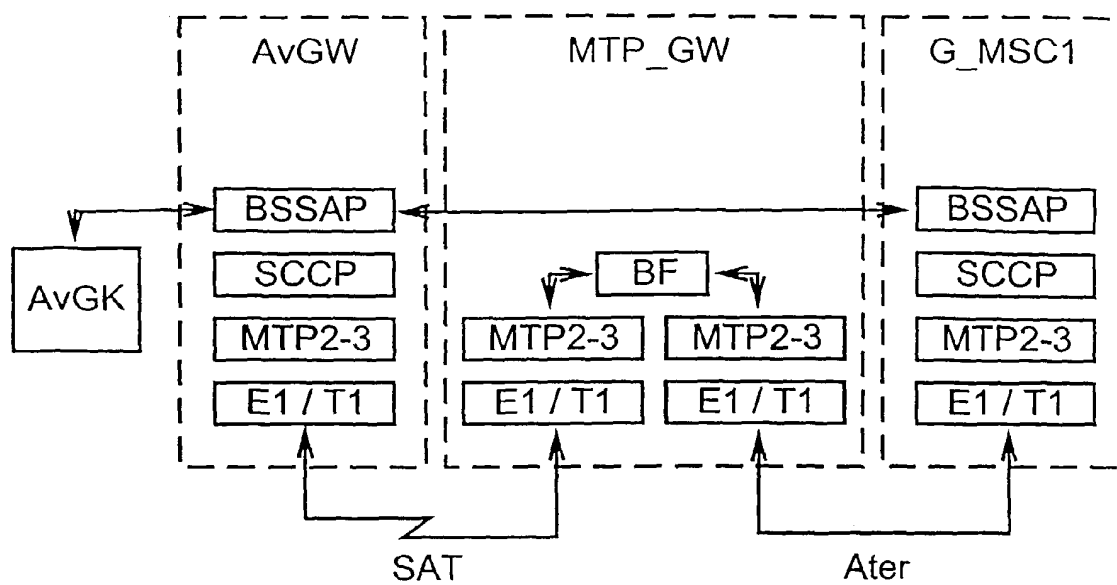 AvGW
MTP_GW
G_MSC1
BSSAP
BSSAP
AvGK
SCCP
BF
SCCP
MTP2-3
MTP2-3
MTP2-3
MTP2-3
E1 / T1
E1 / T1
E1 / T1
E1 / T1
SAT
Ater